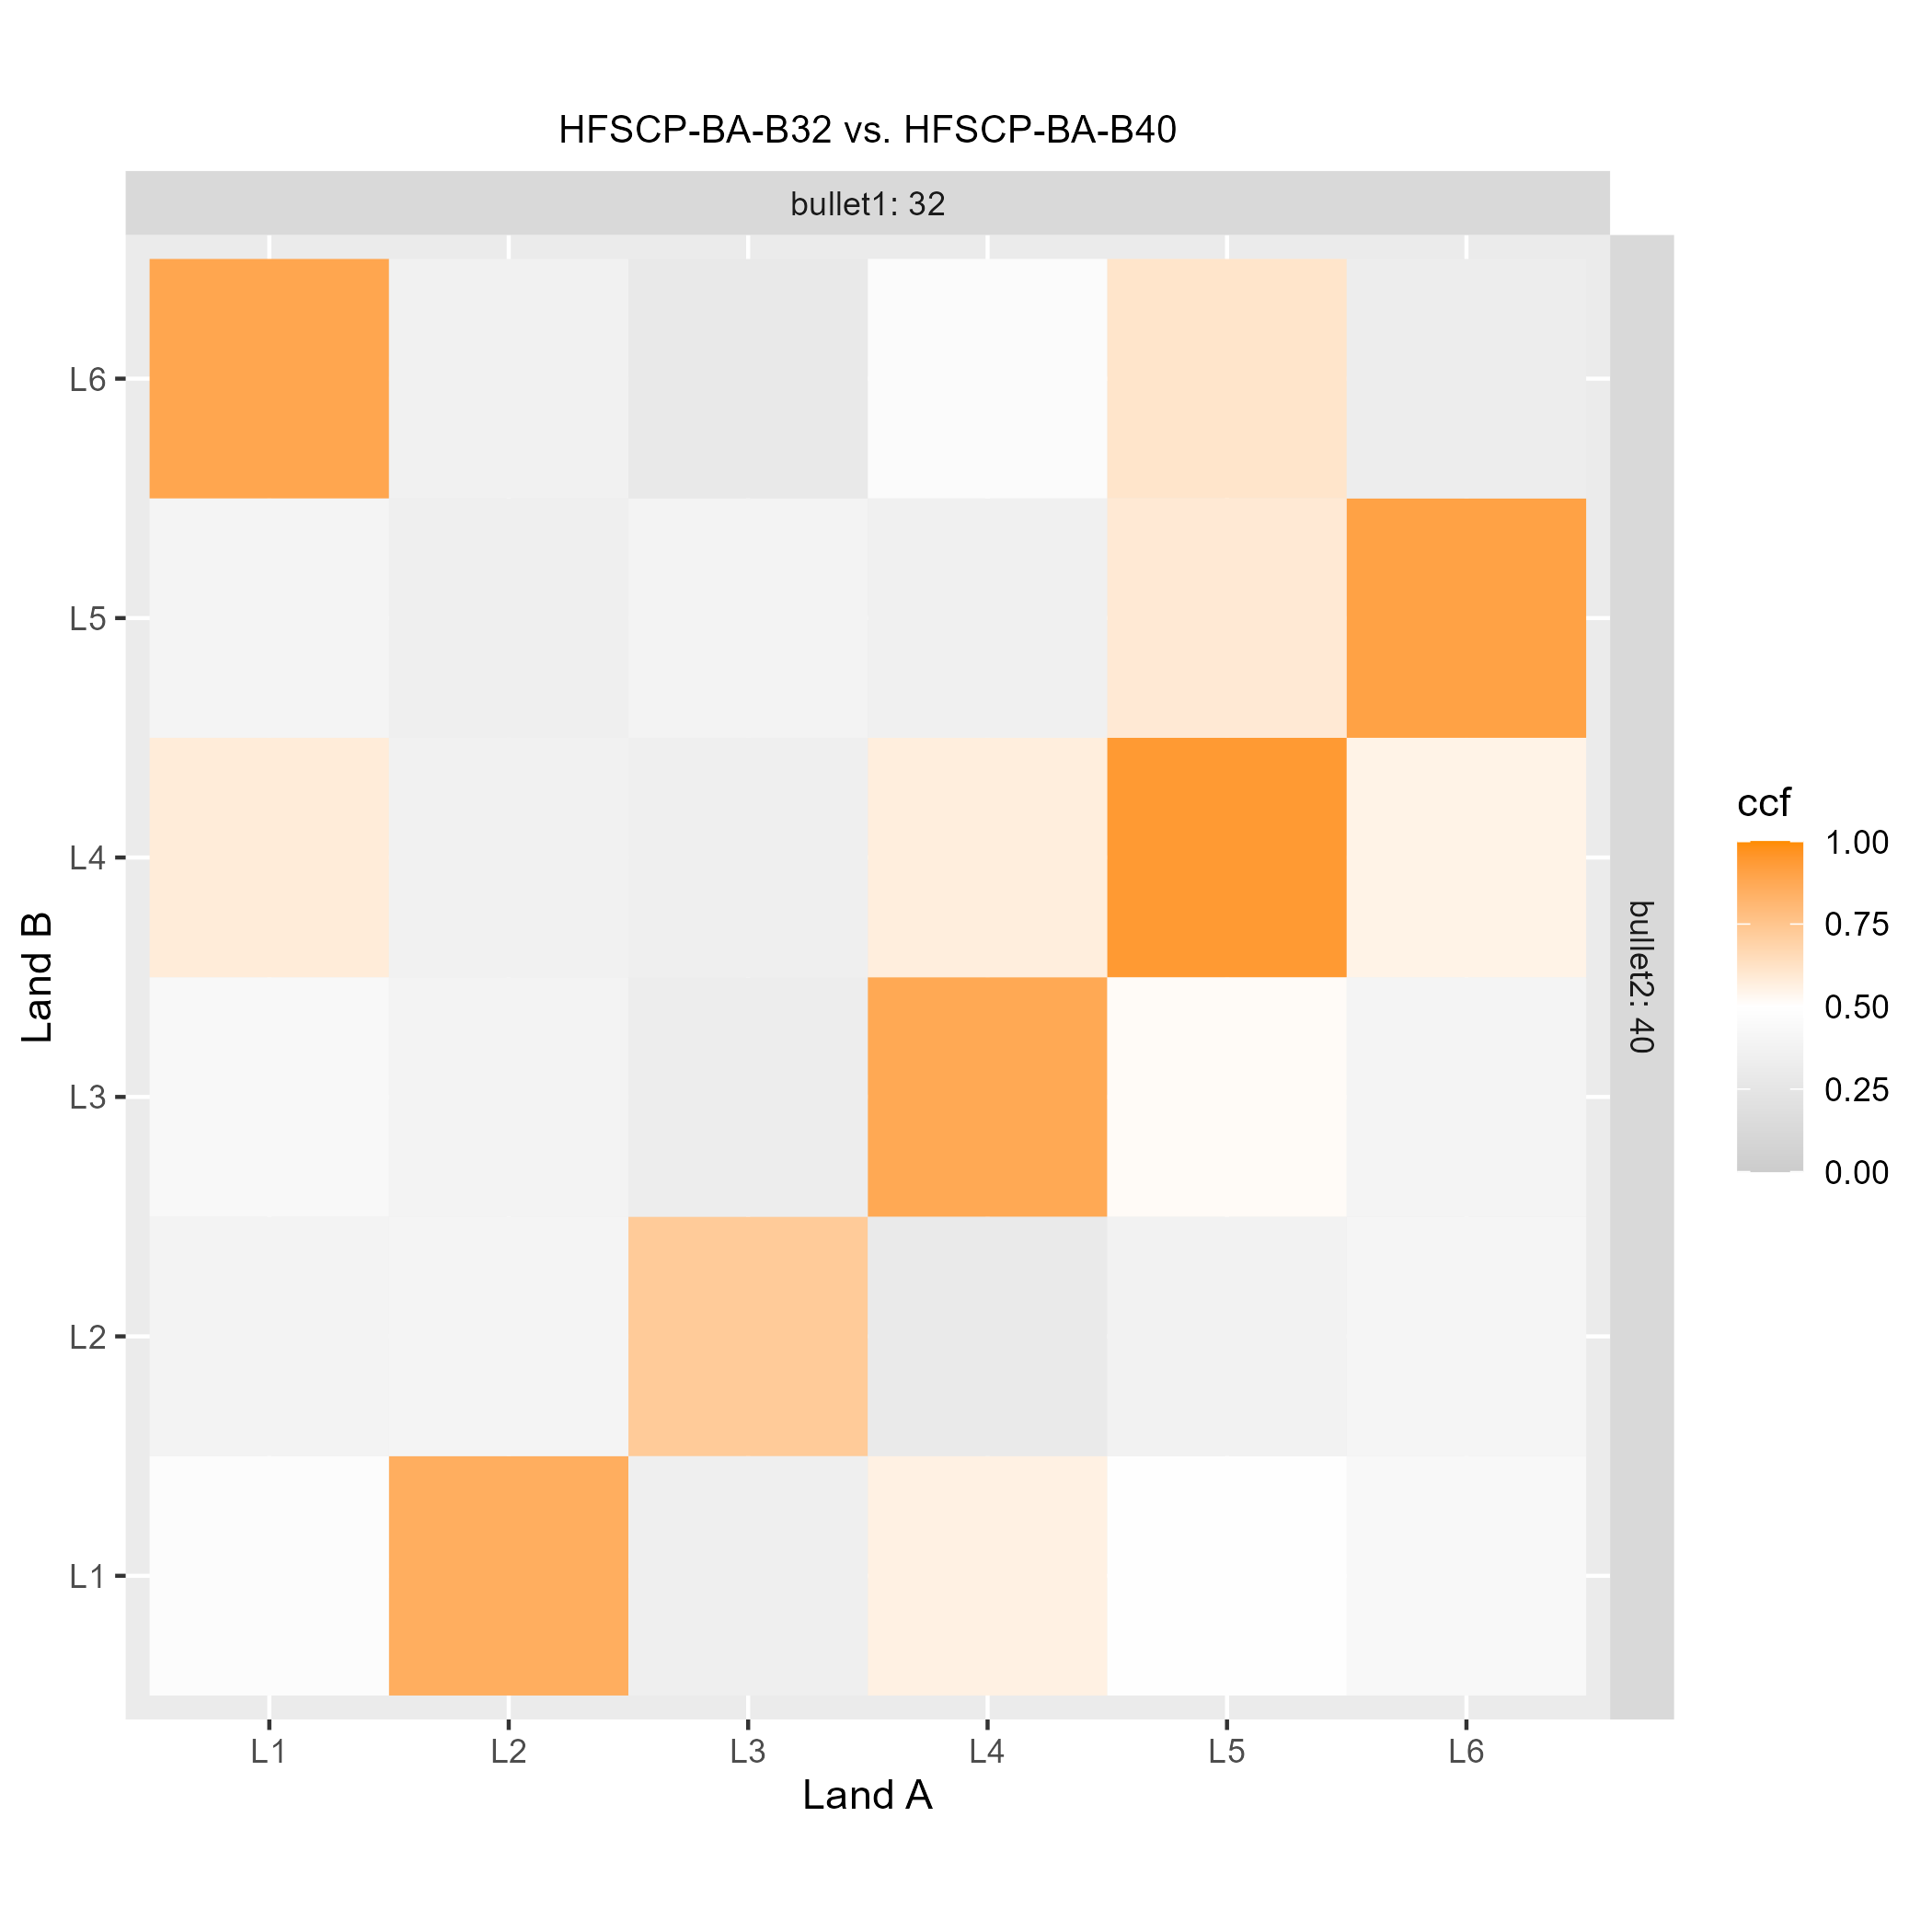 HFSCP-BA-B32 vs. HFSCP-BA-B40
bullet1: 32
L6
L5
L4
L3
L2
L1
Land B
bullet2: 40
L1 L2 L3 L4 L5 L6
Land A
ccf
1.00
0.75
0.50
0.25
0.00